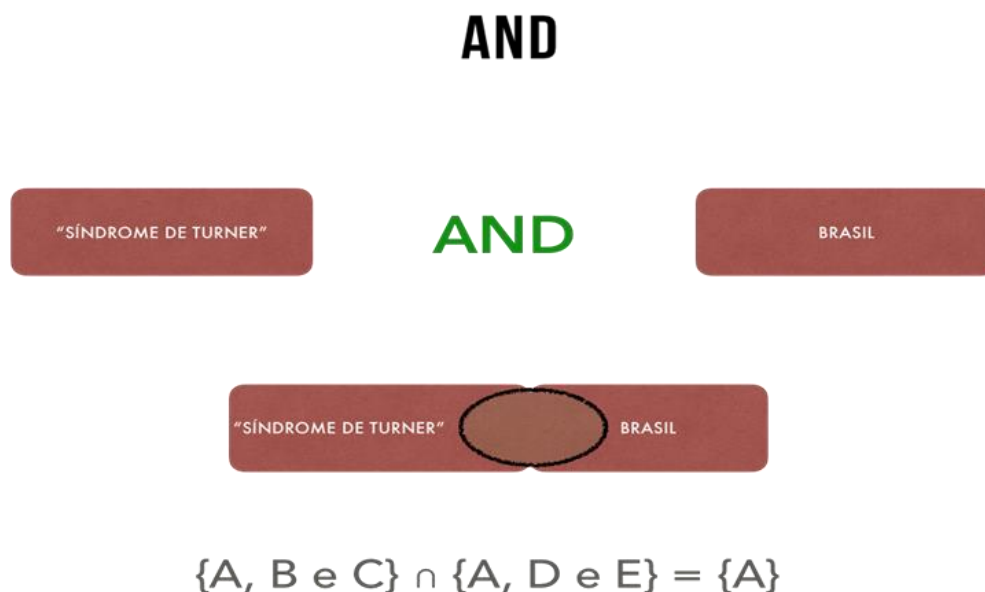 AND
“SÍNDROME DE TURNER”
AND
BRASIL
“SÍNDROME DE TURNER”
BRASIL
{A, B e C} ∩ {A, D e E} = {A}